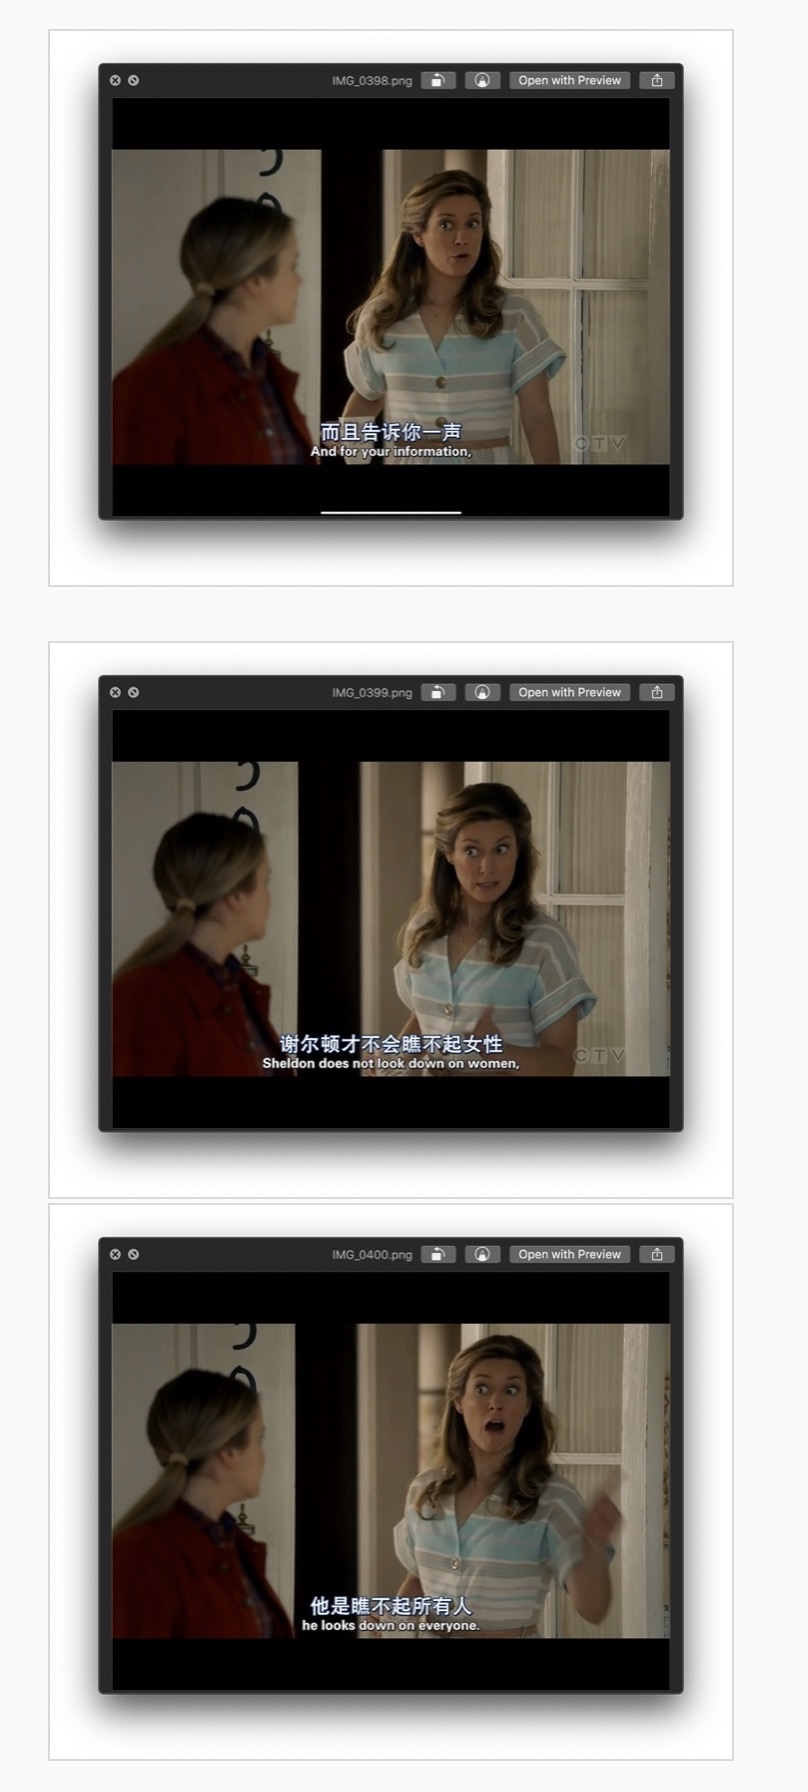 IMG_0398.png
Open with Preview
而且告诉你一声
And for your information,
CTV
IMG_0399.png
Open with Preview
谢尔顿才不会瞧不起女性
Sheldon does not look down on women,
CTV
IMG_0400.png
Open with Preview
他是瞧不起所有人
he looks down on everyone.